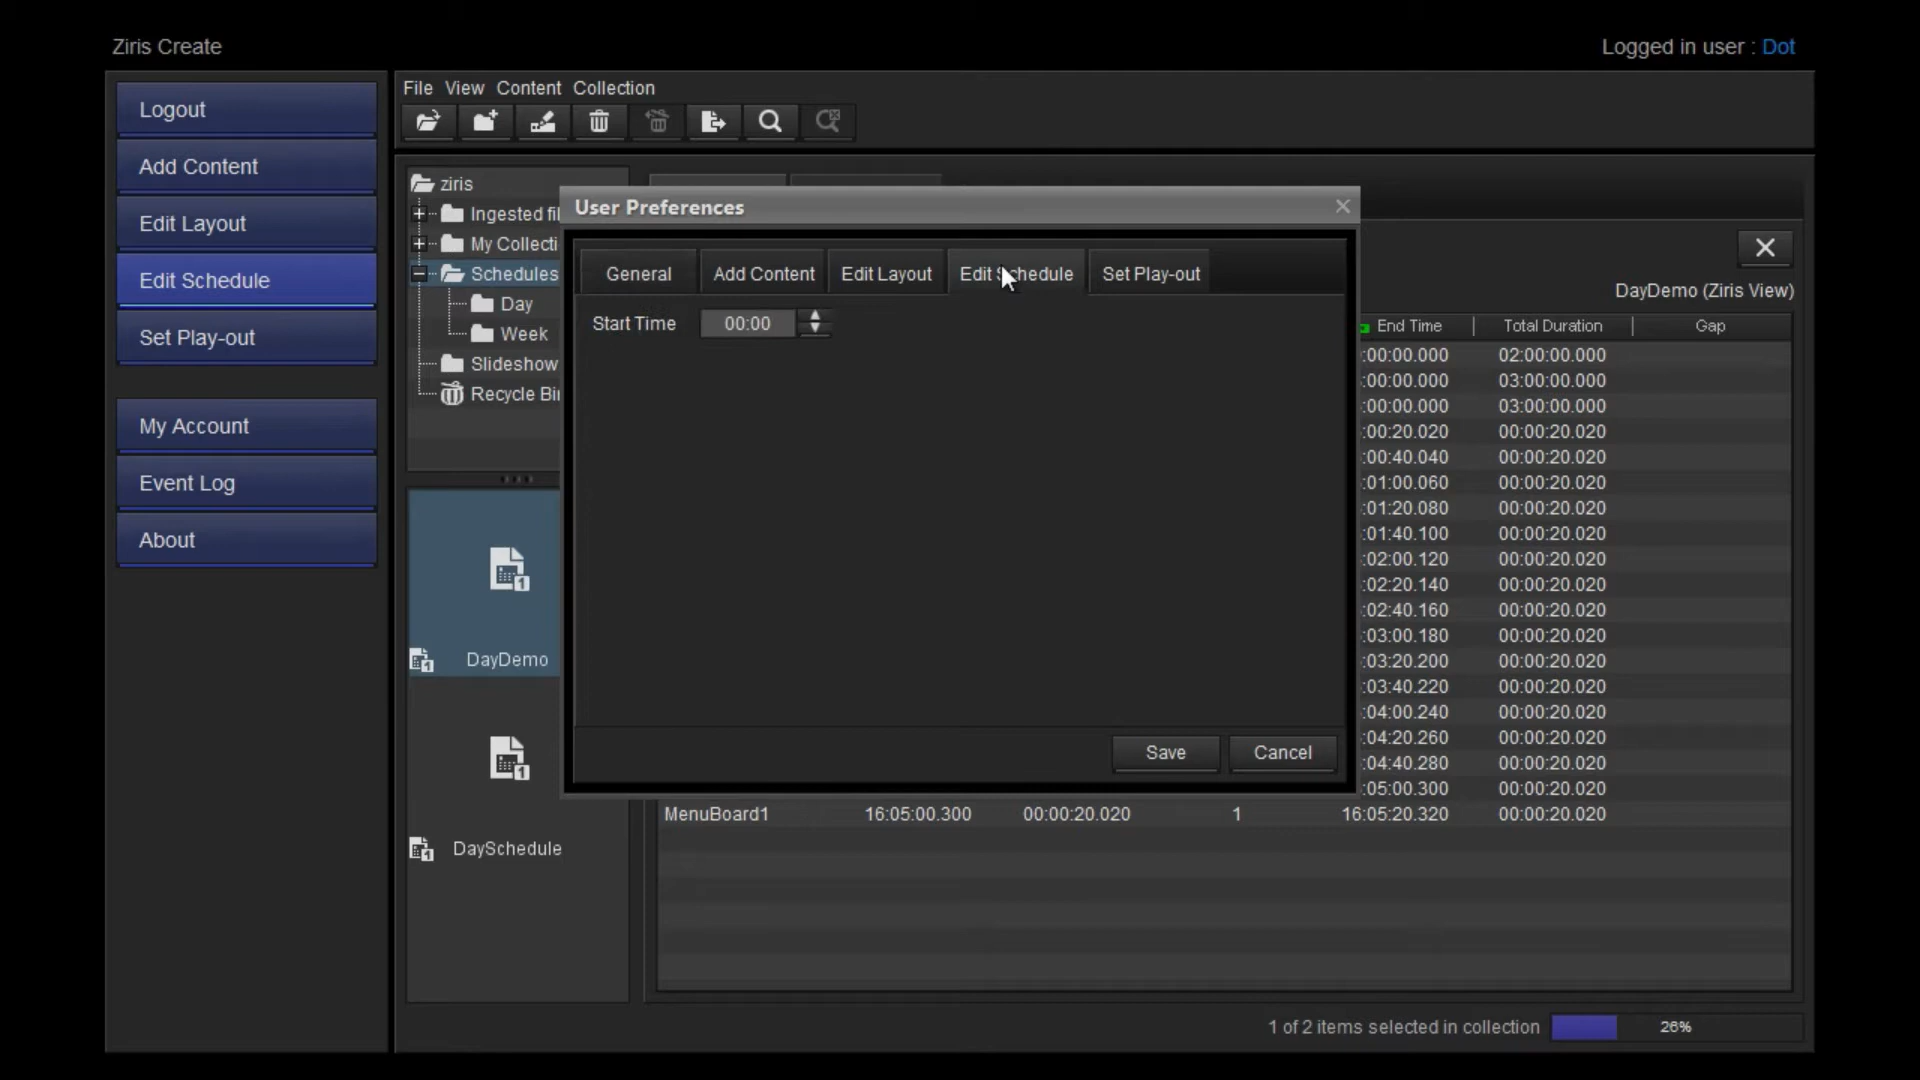 Ziris Create
Logged in user : Dot
Logout
Add Content
Edit Layout
Edit Schedule
Set Play-out
My Account
Event Log
About
File View Content Collection
ziris
Ingested fil
My Collecti
Schedules
Day
Week
Slideshow
Recycle Bin
DayDemo
DaySchedule
User Preferences
General Add Content Edit Layout Edit Schedule Set Play-out
Start Time 00:00
Save Cancel
DayDemo (Ziris View)
End Time Total Duration Gap
:00:00.000 02:00:00.000
:00:00.000 03:00:00.000
:00:00.000 03:00:00.000
:00:20.020 00:00:20.020
:00:40.040 00:00:20.020
:01:00.060 00:00:20.020
:01:20.080 00:00:20.020
:01:40.100 00:00:20.020
:02:00.120 00:00:20.020
:02:20.140 00:00:20.020
:02:40.160 00:00:20.020
:03:00.180 00:00:20.020
:03:20.200 00:00:20.020
:03:40.220 00:00:20.020
:04:00.240 00:00:20.020
:04:20.260 00:00:20.020
:04:40.280 00:00:20.020
:05:00.300 00:00:20.020
MenuBoard1 16:05:00.300 00:00:20.020 1 16:05:20.320 00:00:20.020
1 of 2 items selected in collection 26%